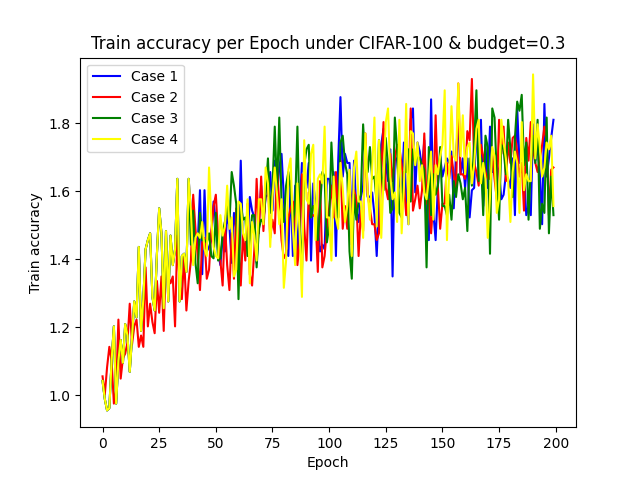 Train accuracy per Epoch under CIFAR-100 & budget=0.3
Case 1
Case 2
Case 3
Case 4
1.8
1.6
1.4
1.2
1.0
Train accuracy
0 25 50 75 100 125 150 175 200
Epoch